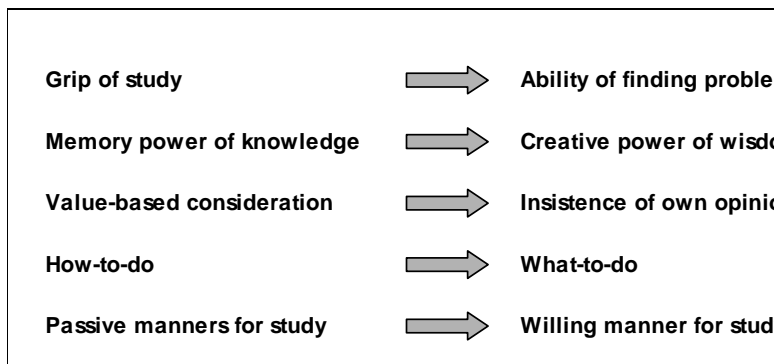 Grip of study Ability of finding proble
Memory power of knowledge Creative power of wisdo
Value-based consideration Insistence of own opinio
How-to-do What-to-do
Passive manners for study Willing manner for stud